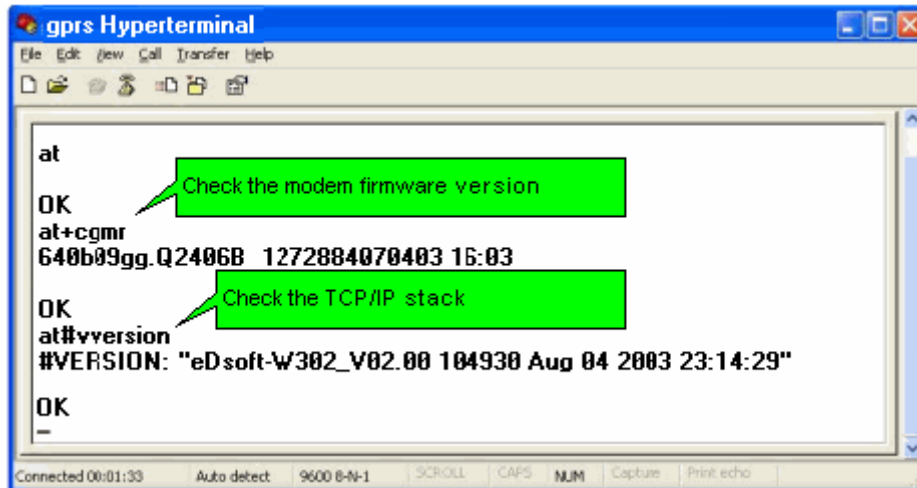 gprs Hyperterminal
File Edit View Call Transfer Help
at
Check the modem firmware version
OK
at+cgmr
640b09gg.Q2406B 1272884070403 16:03
Check the TCP/IP stack
OK
at#vversion
#VERSION: "eDsoft-W302_V02.00 104930 Aug 04 2003 23:14:29"
OK
Connected 00:01:33 Auto detect 9600 8-N-1 SCROLL CAPS NUM Capture Print echo